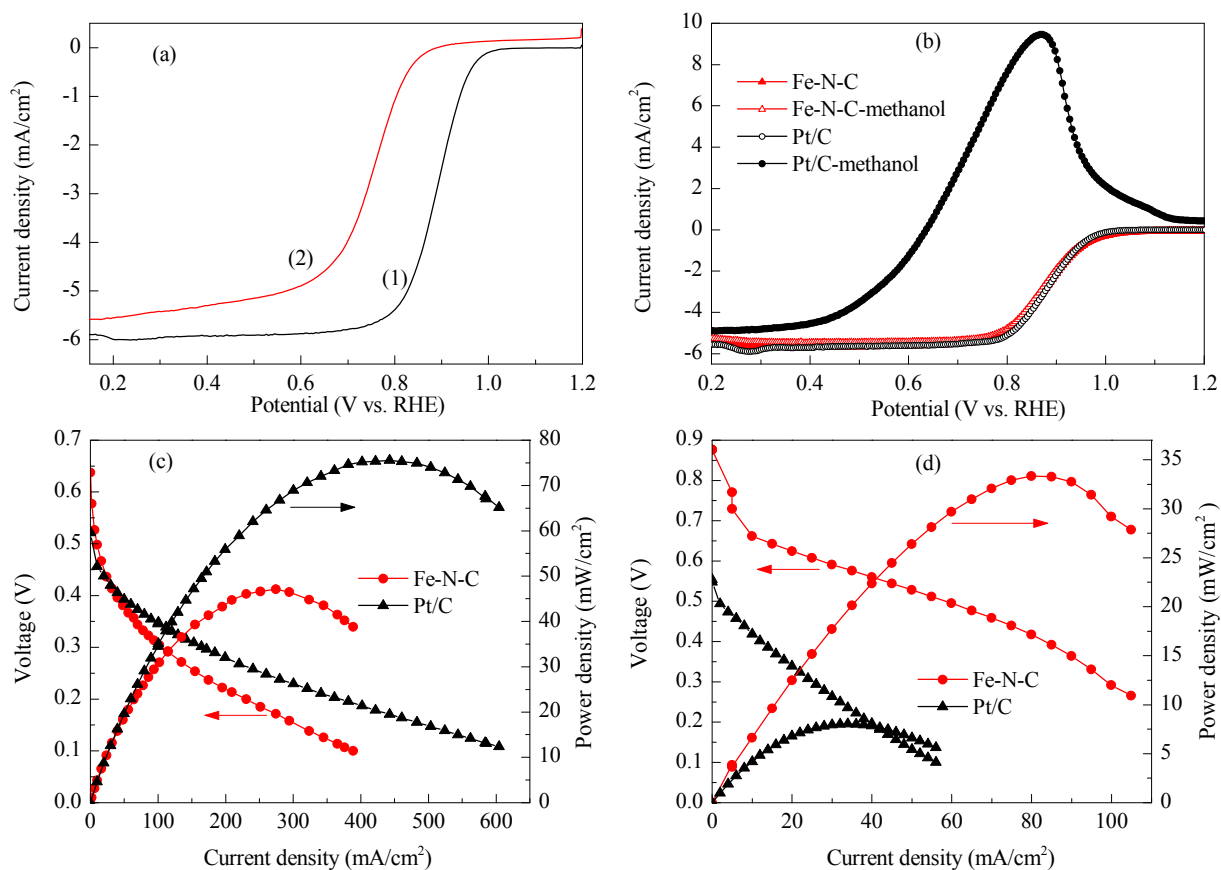 (a)
0
-1
-2
-3
-4
-5
-6
Current density (mA/cm²)
(2)
(1)
0.2 0.4 0.6 0.8 1.0 1.2
Potential (V vs. RHE)
(b)
10
8
6
4
2
0
-2
-4
-6
Current density (mA/cm²)
Fe-N-C
Fe-N-C-methanol
Pt/C
Pt/C-methanol
0.2 0.4 0.6 0.8 1.0 1.2
Potential (V vs. RHE)
(c)
0.7
0.6
0.5
0.4
0.3
0.2
0.1
0.0
Voltage (V)
Fe-N-C
Pt/C
80
70
60
50
40
30
20
10
0
Power density (mW/cm²)
0 100 200 300 400 500 600
Current density (mA/cm²)
(d)
0.9
0.8
0.7
0.6
0.5
0.4
0.3
0.2
0.1
0.0
Voltage (V)
Fe-N-C
Pt/C
35
30
25
20
15
10
5
0
Power density (mW/cm²)
0 20 40 60 80 100
Current density (mA/cm²)